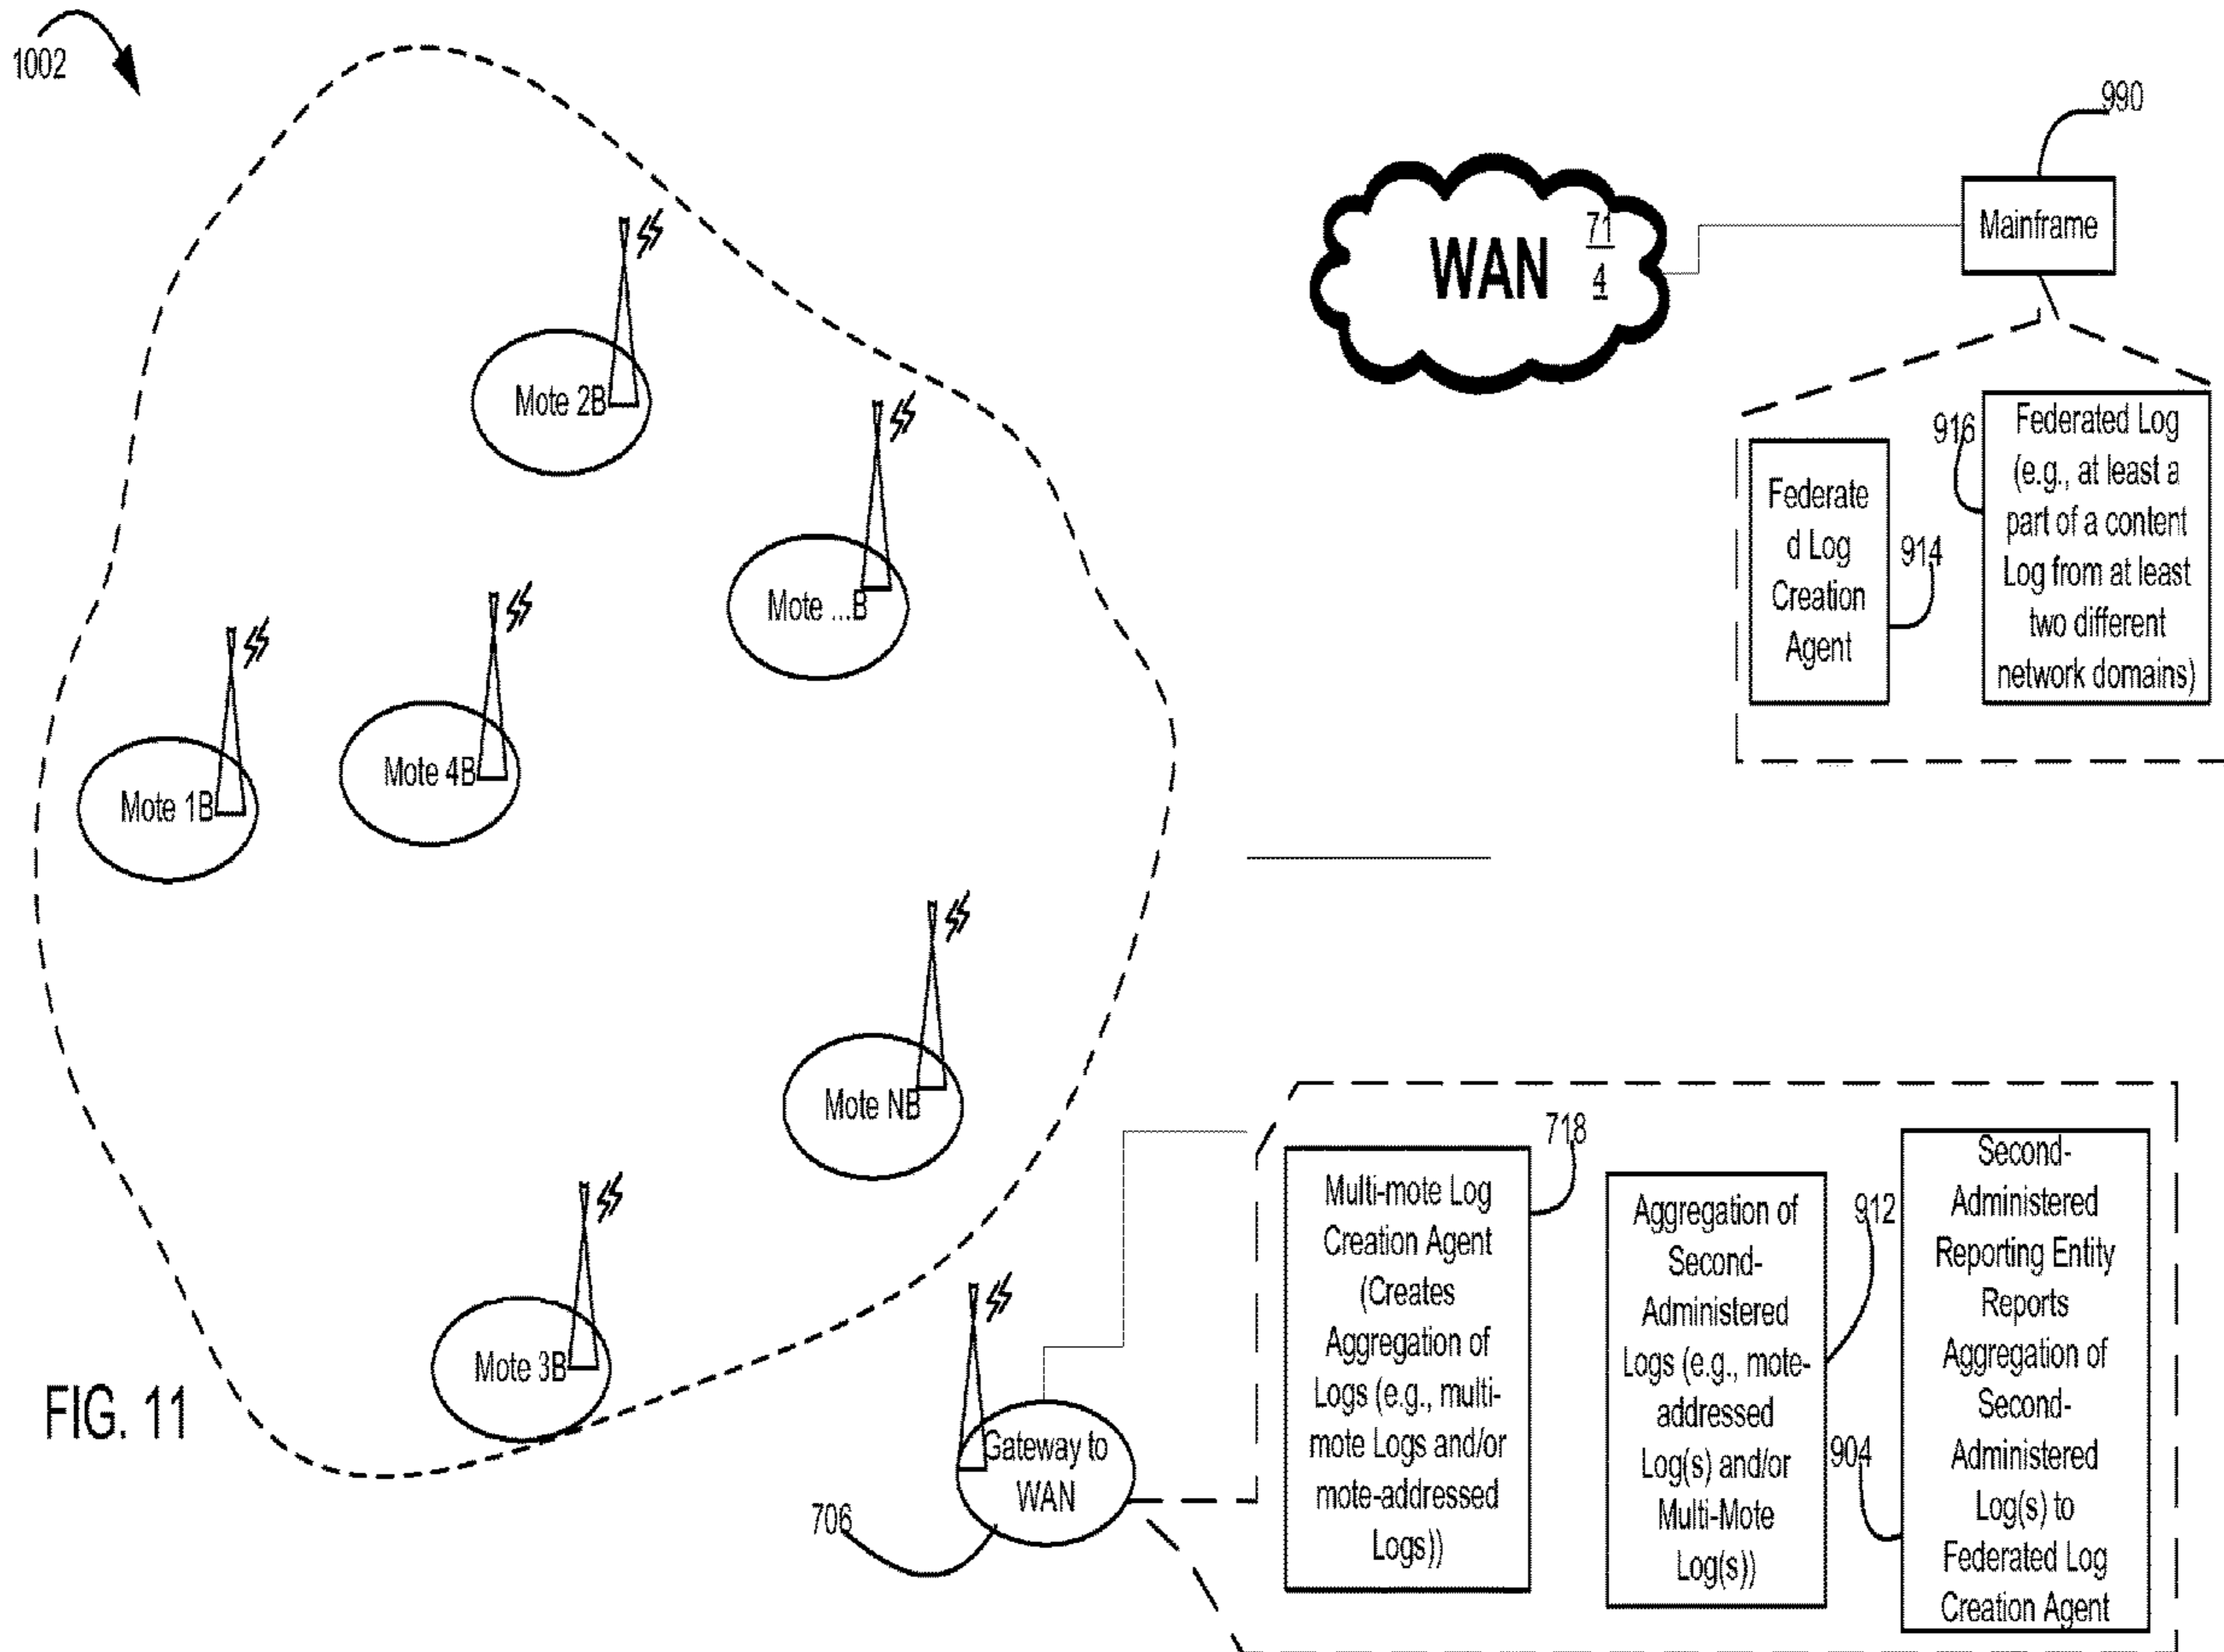 1002
990
WAN
71
4
Mainframe
Mote 2B
Mote ...B
916
Federated Log
(e.g., at least a
part of a content
Log from at least
two different
network domains)
Federate
d Log
Creation
Agent
914
Mote 4B
Mote 1B
Mote NB
Mote 3B
FIG. 11
Gateway to
WAN
706
718
Multi-mote Log
Creation Agent
(Creates
Aggregation of
Logs (e.g., multi-
mote Logs and/or
mote-addressed
Logs))
Aggregation of
Second-
Administered
Logs (e.g., mote-
addressed
Log(s) and/or
Multi-Mote
Log(s))
912
904
Second-
Administered
Reporting Entity
Reports
Aggregation of
Second-
Administered
Log(s) to
Federated Log
Creation Agent